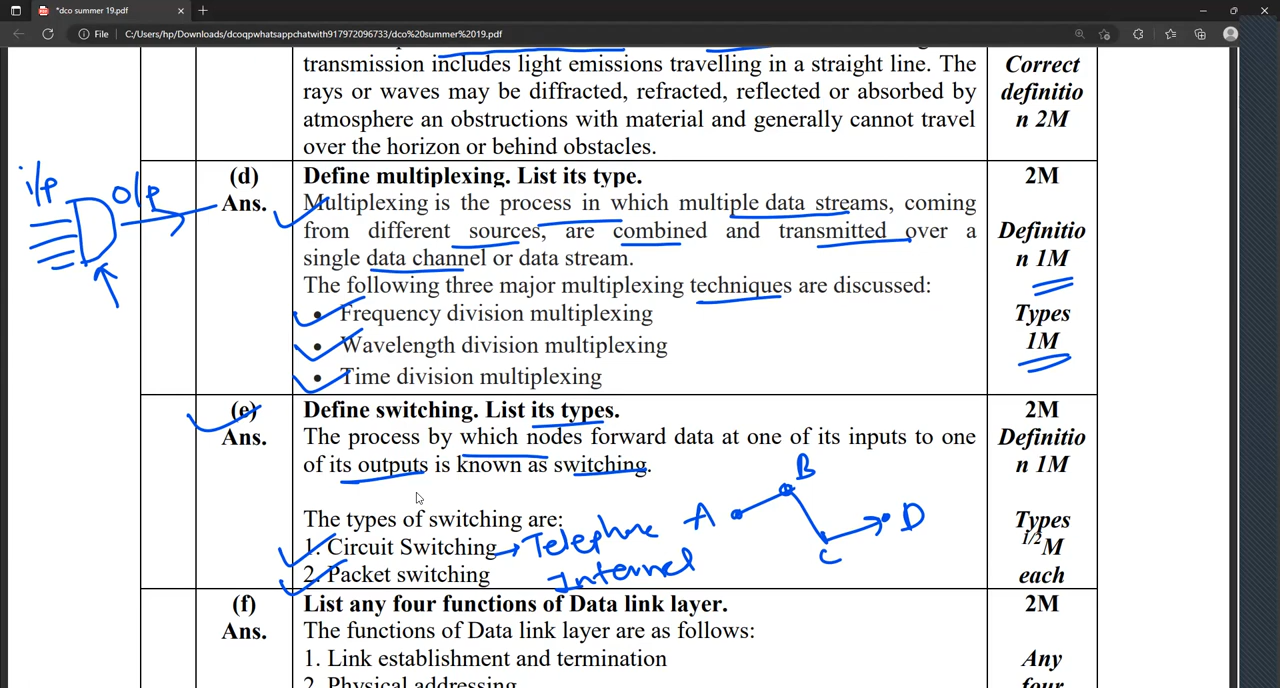 *dco summer 19.pdf
File C:/Users/hp/Downloads/dcoqpwhatsappchatwith917972096733/dco%20summer%2019.pdf
transmission includes light emissions travelling in a straight line. The
rays or waves may be diffracted, refracted, reflected or absorbed by
atmosphere an obstructions with material and generally cannot travel
over the horizon or behind obstacles.
Correct
definitio
n 2M
i/p
o/p
(d)
Ans.
Define multiplexing. List its type.
Multiplexing is the process in which multiple data streams, coming
from different sources, are combined and transmitted over a
single data channel or data stream.
The following three major multiplexing techniques are discussed:
• Frequency division multiplexing
• Wavelength division multiplexing
• Time division multiplexing
2M
Definitio
n 1M
Types
1M
(e)
Ans.
Define switching. List its types.
The process by which nodes forward data at one of its inputs to one
of its outputs is known as switching.
The types of switching are:
1. Circuit Switching
2. Packet switching
Telephone
Internet
A
B
C
D
2M
Definitio
n 1M
Types
1/2M
each
(f)
Ans.
List any four functions of Data link layer.
The functions of Data link layer are as follows:
1. Link establishment and termination
2. Physical addressing
2M
Any
four